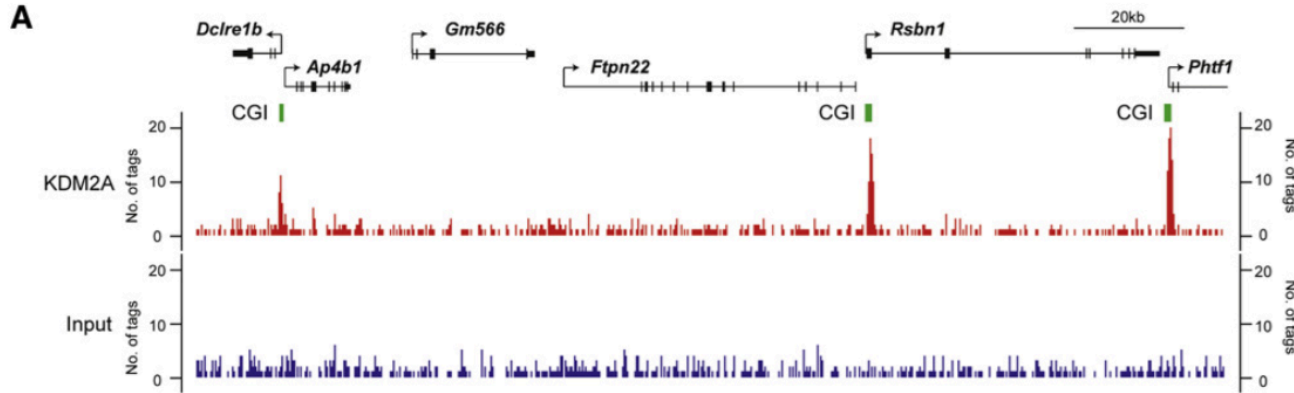 A
20kb
Dclre1b
Gm566
Rsbn1
Ap4b1
Ftpn22
Phtf1
CGI
CGI
CGI
KDM2A
No. of tags
20
10
0
20
10
0
No. of tags
Input
No. of tags
20
10
0
20
10
0
No. of tags